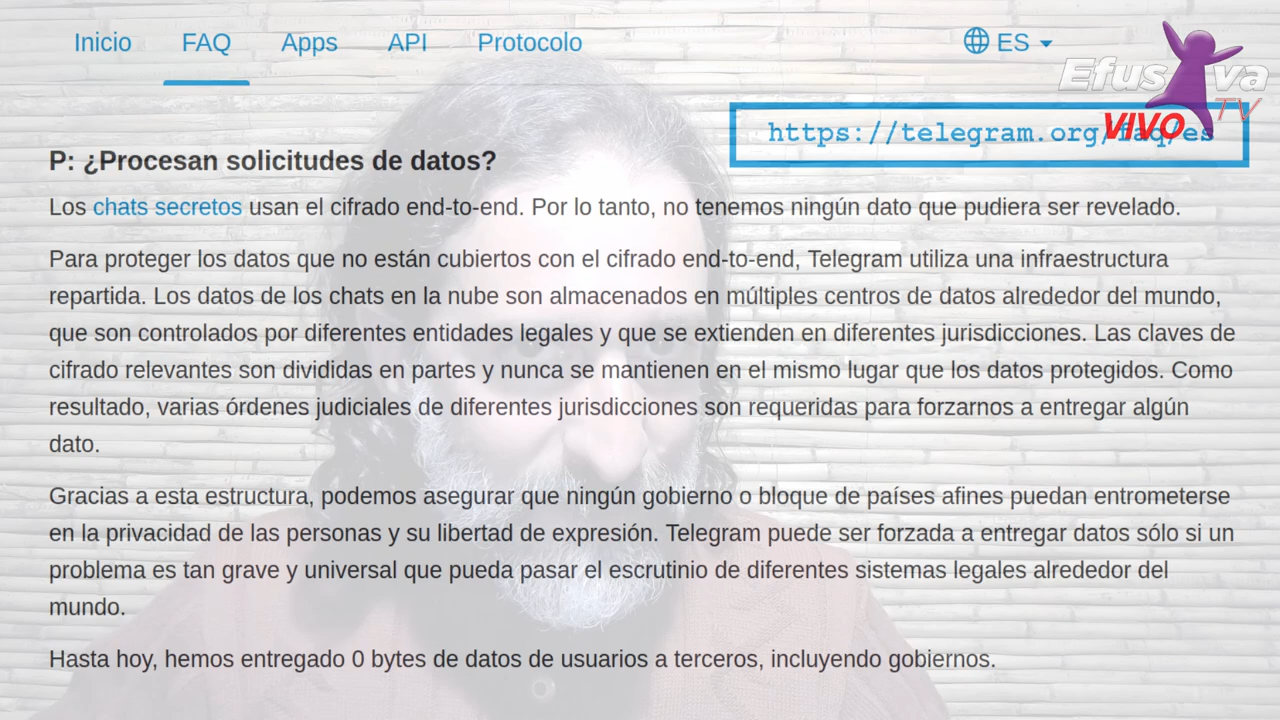 Inicio FAQ Apps API Protocolo ES
Efusiva
TV
VIVO
https://telegram.org/faq/es
P: ¿Procesan solicitudes de datos?
Los chats secretos usan el cifrado end-to-end. Por lo tanto, no tenemos ningún dato que pudiera ser revelado.
Para proteger los datos que no están cubiertos con el cifrado end-to-end, Telegram utiliza una infraestructura
repartida. Los datos de los chats en la nube son almacenados en múltiples centros de datos alrededor del mundo,
que son controlados por diferentes entidades legales y que se extienden en diferentes jurisdicciones. Las claves de
cifrado relevantes son divididas en partes y nunca se mantienen en el mismo lugar que los datos protegidos. Como
resultado, varias órdenes judiciales de diferentes jurisdicciones son requeridas para forzarnos a entregar algún
dato.
Gracias a esta estructura, podemos asegurar que ningún gobierno o bloque de países afines puedan entrometerse
en la privacidad de las personas y su libertad de expresión. Telegram puede ser forzada a entregar datos sólo si un
problema es tan grave y universal que pueda pasar el escrutinio de diferentes sistemas legales alrededor del
mundo.
Hasta hoy, hemos entregado 0 bytes de datos de usuarios a terceros, incluyendo gobiernos.